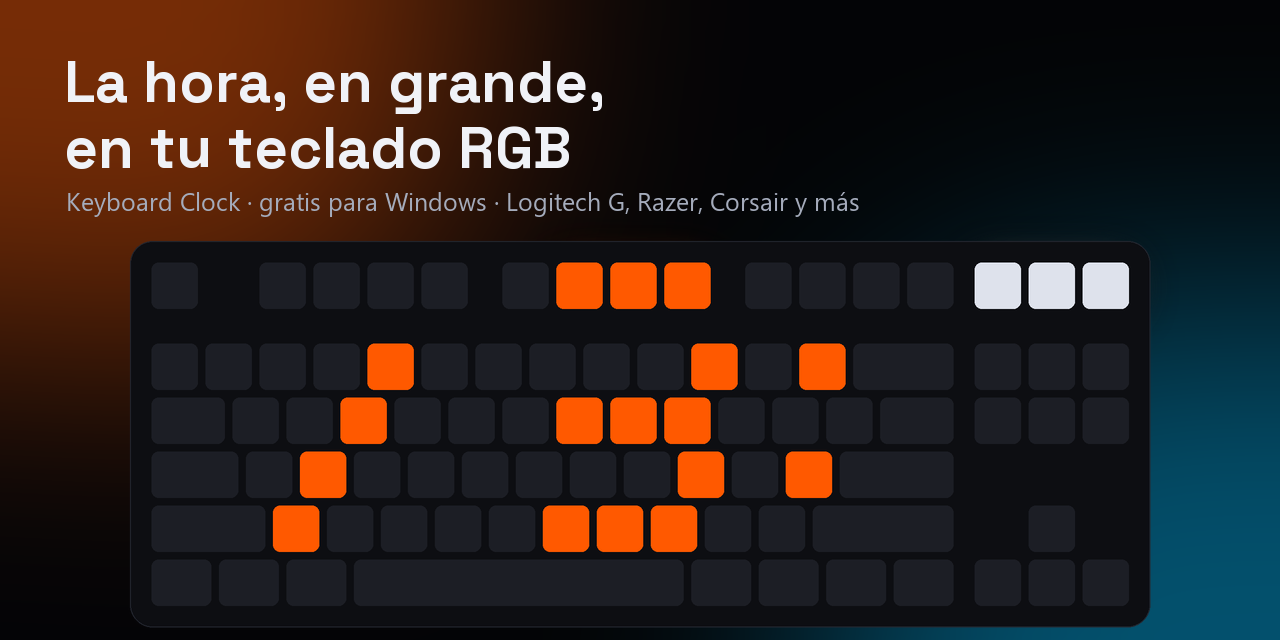 La hora, en grande,
en tu teclado RGB
Keyboard Clock · gratis para Windows · Logitech G, Razer, Corsair y más